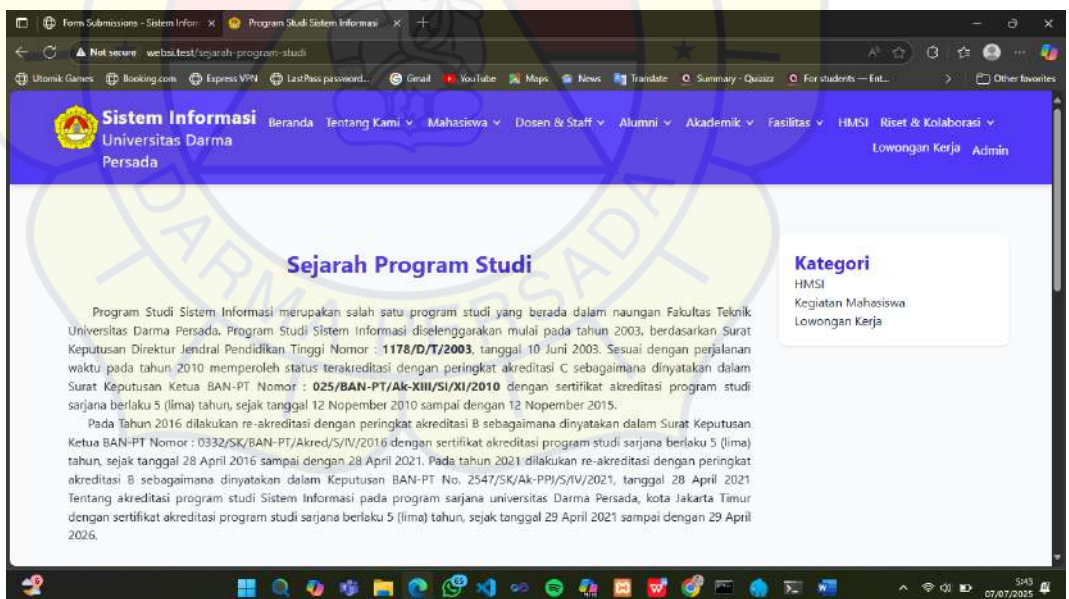 Form Submissions - Sistem Infor
Program Studi Sistem Informasi
Not secure
websi.test/sejarah-program-studi
Utomik Games
Booking.com
Express VPN
LastPass password...
Gmail
YouTube
Maps
News
Translate
Summary - Quizizz
For students — Ent...
Other favorites
Sistem Informasi
Universitas Darma
Persada
Beranda
Tentang Kami
Mahasiswa
Dosen & Staff
Alumni
Akademik
Fasilitas
HMSI
Riset & Kolaborasi
Lowongan Kerja
Admin
Sejarah Program Studi
Program Studi Sistem Informasi merupakan salah satu program studi yang berada dalam naungan Fakultas Teknik
Universitas Darma Persada. Program Studi Sistem Informasi diselenggarakan mulai pada tahun 2003, berdasarkan Surat
Keputusan Direktur Jendral Pendidikan Tinggi Nomor : 1178/D/T/2003, tanggal 10 Juni 2003. Sesuai dengan perjalanan
waktu pada tahun 2010 memperoleh status terakreditasi dengan peringkat akreditasi C sebagaimana dinyatakan dalam
Surat Keputusan Ketua BAN-PT Nomor : 025/BAN-PT/Ak-XIII/SI/XI/2010 dengan sertifikat akreditasi program studi
sarjana berlaku 5 (lima) tahun, sejak tanggal 12 Nopember 2010 sampai dengan 12 Nopember 2015.
Pada Tahun 2016 dilakukan re-akreditasi dengan peringkat akreditasi B sebagaimana dinyatakan dalam Surat Keputusan
Ketua BAN-PT Nomor : 0332/SK/BAN-PT/Akred/S/IV/2016 dengan sertifikat akreditasi program studi sarjana berlaku 5 (lima)
tahun, sejak tanggal 28 April 2016 sampai dengan 28 April 2021. Pada tahun 2021 dilakukan re-akreditasi dengan peringkat
akreditasi B sebagaimana dinyatakan dalam Keputusan BAN-PT No. 2547/SK/Ak-PPJ/S/IV/2021, tanggal 28 April 2021
Tentang akreditasi program studi Sistem Informasi pada program sarjana universitas Darma Persada, kota Jakarta Timur
dengan sertifikat akreditasi program studi sarjana berlaku 5 (lima) tahun, sejak tanggal 29 April 2021 sampai dengan 29 April
2026.
Kategori
HMSI
Kegiatan Mahasiswa
Lowongan Kerja
DARMA PERSADA
5:43
07/07/2025